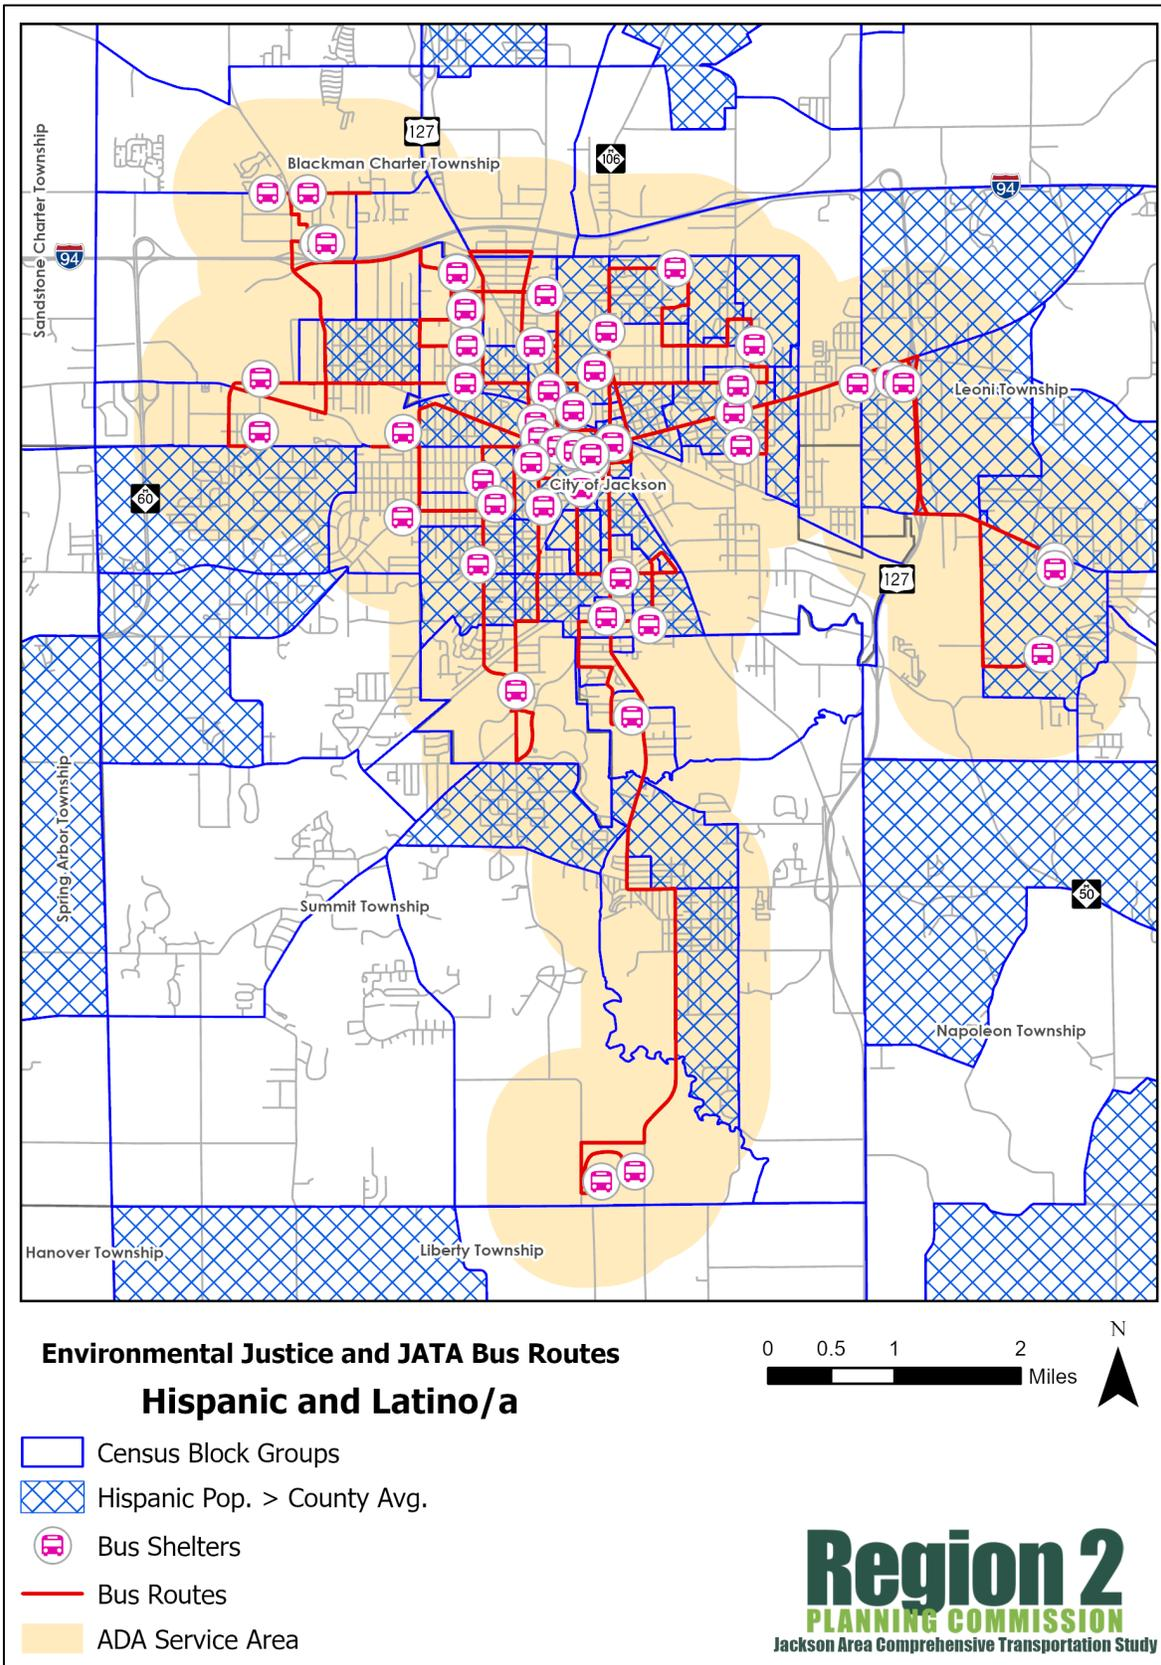 127
Blackman Charter Township
M
106
94
Sandstone Charter Township
94
Leoni Township
City of Jackson
M
60
127
Spring Arbor Township
M
50
Summit Township
Napoleon Township
Hanover Township
Liberty Township
Environmental Justice and JATA Bus Routes
Hispanic and Latino/a
Census Block Groups
Hispanic Pop. > County Avg.
Bus Shelters
Bus Routes
ADA Service Area
0 0.5 1 2
Miles
N
Region 2
PLANNING COMMISSION
Jackson Area Comprehensive Transportation Study